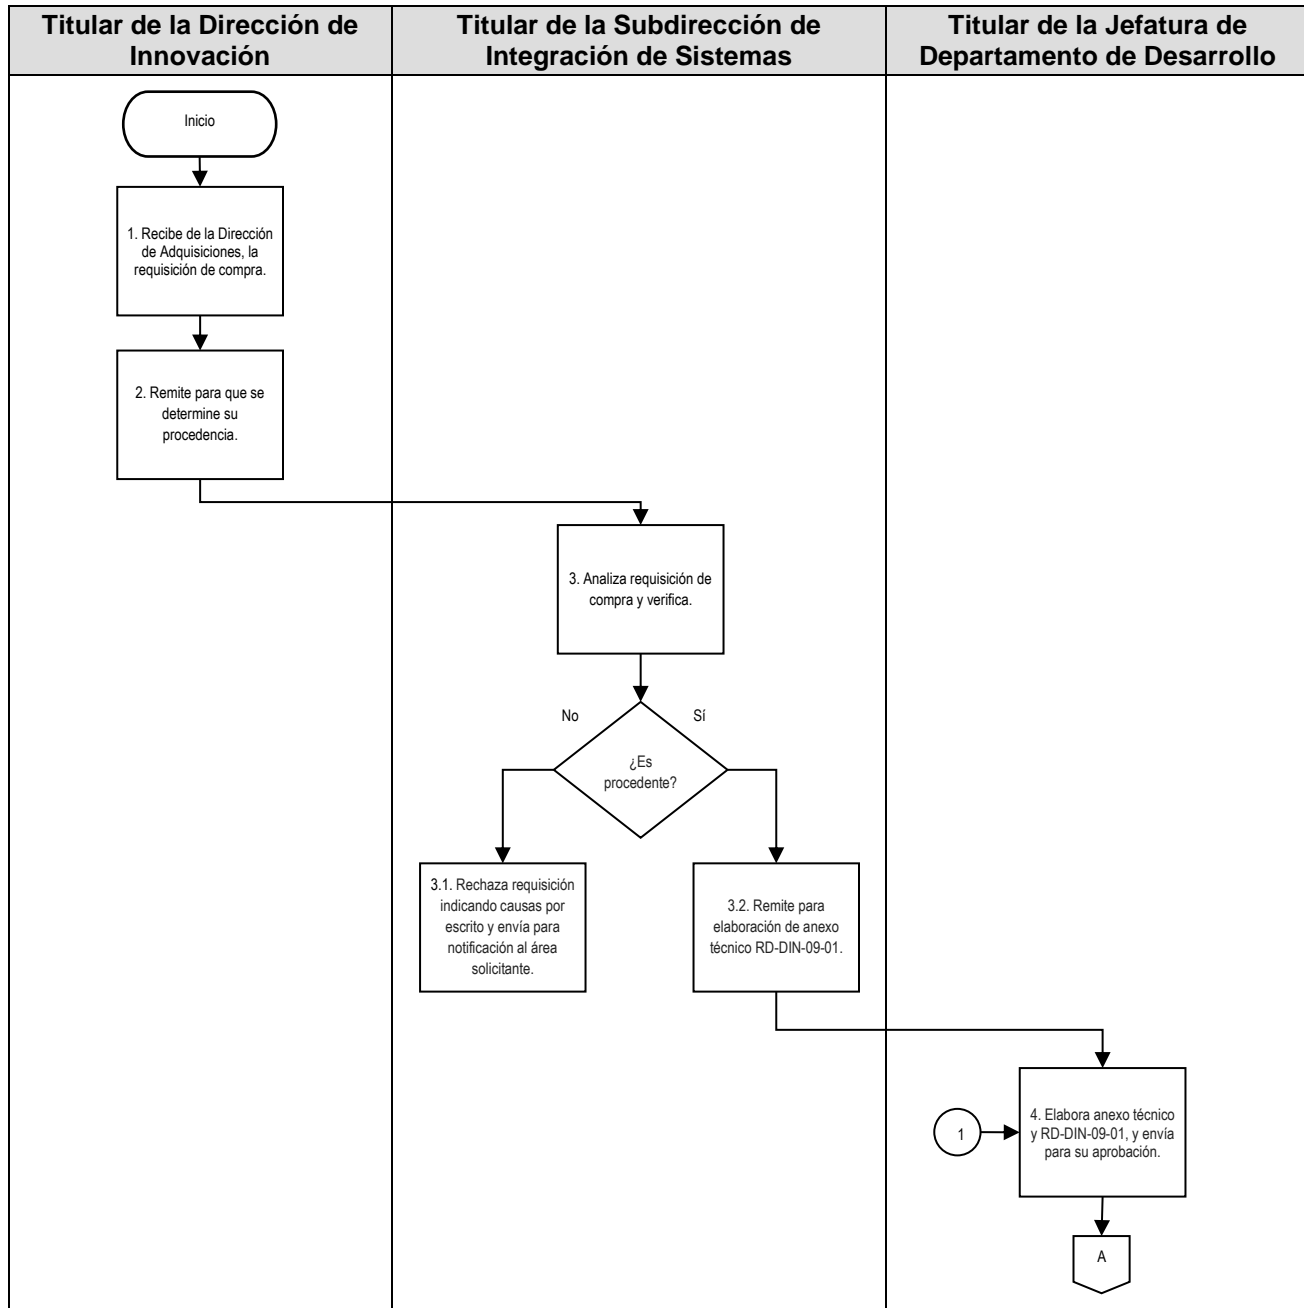 Titular de la Dirección de
Innovación
Titular de la Subdirección de
Integración de Sistemas
Titular de la Jefatura de
Departamento de Desarrollo
Inicio
1. Recibe de la Dirección
de Adquisiciones, la
requisición de compra.
2. Remite para que se
determine su
procedencia.
3. Analiza requisición de
compra y verifica.
No
Sí
¿Es
procedente?
3.1. Rechaza requisición
indicando causas por
escrito y envía para
notificación al área
solicitante.
3.2. Remite para
elaboración de anexo
técnico RD-DIN-09-01.
1
4. Elabora anexo técnico
y RD-DIN-09-01, y envía
para su aprobación.
A